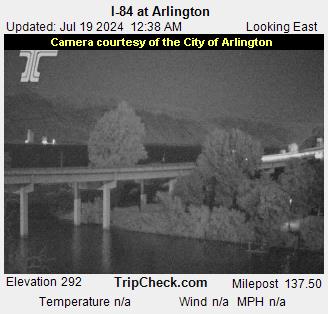 I-84 at Arlington
Updated: Jul 19 2024 12:38 AM Looking East
Camera courtesy of the City of Arlington
Elevation 292 TripCheck.com Milepost 137.50
Temperature n/a Wind n/a MPH n/a